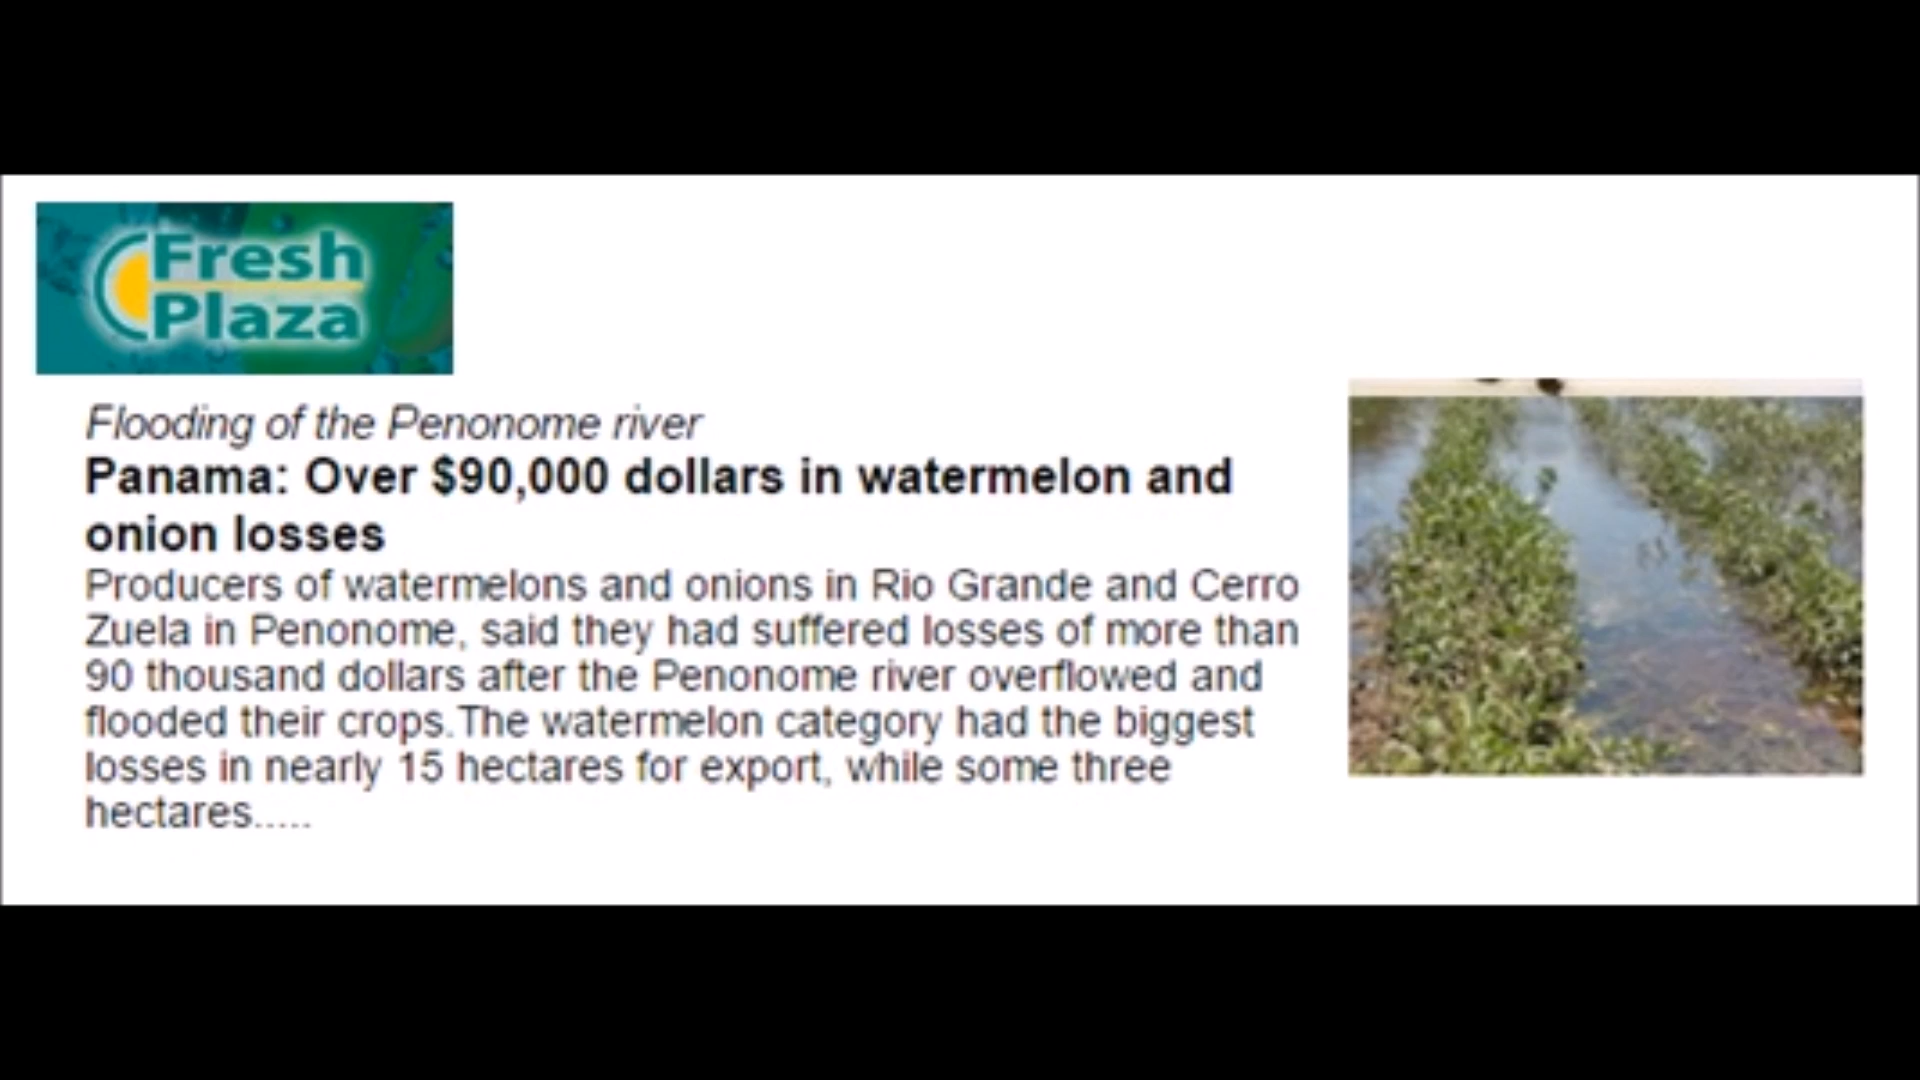 Fresh
Plaza
Flooding of the Penonome river
Panama: Over $90,000 dollars in watermelon and
onion losses
Producers of watermelons and onions in Rio Grande and Cerro
Zuela in Penonome, said they had suffered losses of more than
90 thousand dollars after the Penonome river overflowed and
flooded their crops.The watermelon category had the biggest
losses in nearly 15 hectares for export, while some three
hectares.....